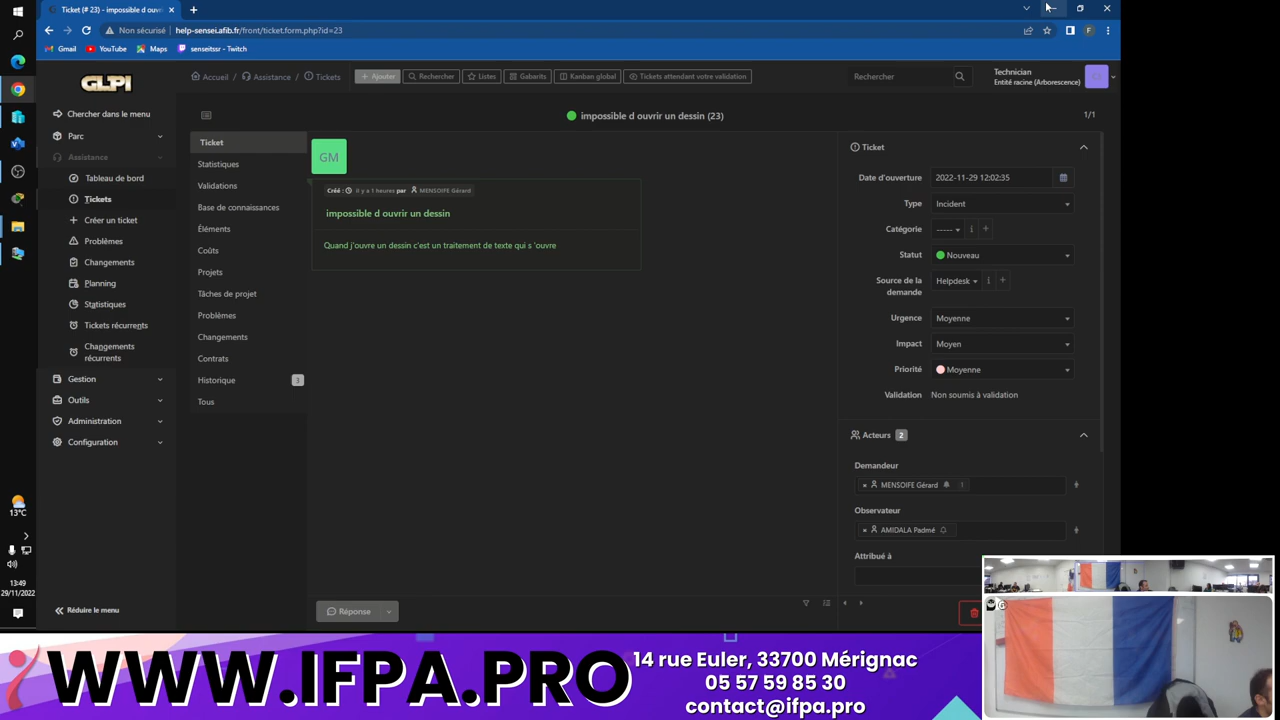 Ticket (# 23) - impossible d ouvri
Non sécurisé
help-sensei.afib.fr/front/ticket.form.php?id=23
F
Gmail
YouTube
Maps
senseitssr - Twitch
GLPI
Accueil / Assistance / Tickets
+ Ajouter
Rechercher
Listes
Gabarits
Kanban global
Tickets attendant votre validation
Rechercher
Technician
Entité racine (Arborescence)
Chercher dans le menu
Parc
Assistance
Tableau de bord
Tickets
Créer un ticket
Problèmes
Changements
Planning
Statistiques
Tickets récurrents
Changements
récurrents
Gestion
Outils
Administration
Configuration
Réduire le menu
impossible d ouvrir un dessin (23)
1/1
Ticket
Statistiques
Validations
Base de connaissances
Éléments
Coûts
Projets
Tâches de projet
Problèmes
Changements
Contrats
Historique 3
Tous
GM
Créé : il y a 1 heures par MENSOIFE Gérard
impossible d ouvrir un dessin
Quand j'ouvre un dessin c'est un traitement de texte qui s 'ouvre
Réponse
Ticket
Date d'ouverture 2022-11-29 12:02:35
Type Incident
Catégorie -----
Statut Nouveau
Source de la
demande
Helpdesk
Urgence Moyenne
Impact Moyen
Priorité Moyenne
Validation Non soumis à validation
Acteurs 2
Demandeur
MENSOIFE Gérard
Observateur
AMIDALA Padmé
Attribué à
13°C
13:49
29/11/2022
WWW.IFPA.PRO
14 rue Euler, 33700 Mérignac
05 57 59 85 30
contact@ifpa.pro